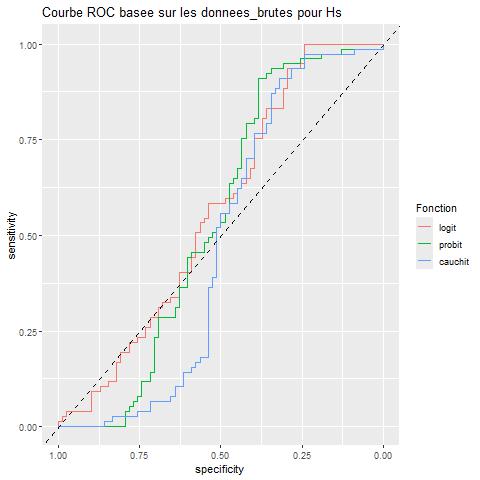 Courbe ROC basee sur les donnees_brutes pour Hs
1.00
0.75
0.50
0.25
0.00
sensitivity
1.00 0.75 0.50 0.25 0.00
specificity
Fonction
logit
probit
cauchit